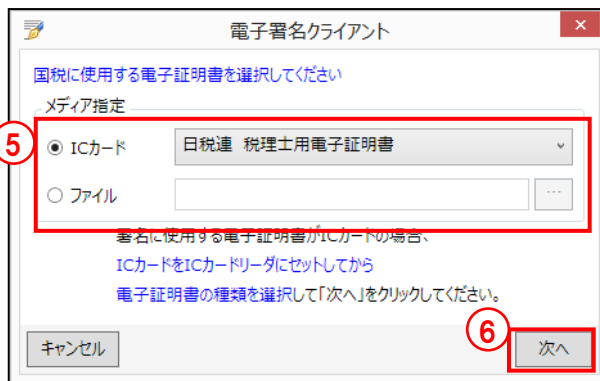 電子署名クライアント
国税に使用する電子証明書を選択してください
メディア指定
⑤
ICカード
日税連 税理士用電子証明書
ファイル
...
署名に使用する電子証明書がICカードの場合、
ICカードをICカードリーダにセットしてから
電子証明書の種類を選択して「次へ」をクリックしてください。
⑥
キャンセル
次へ